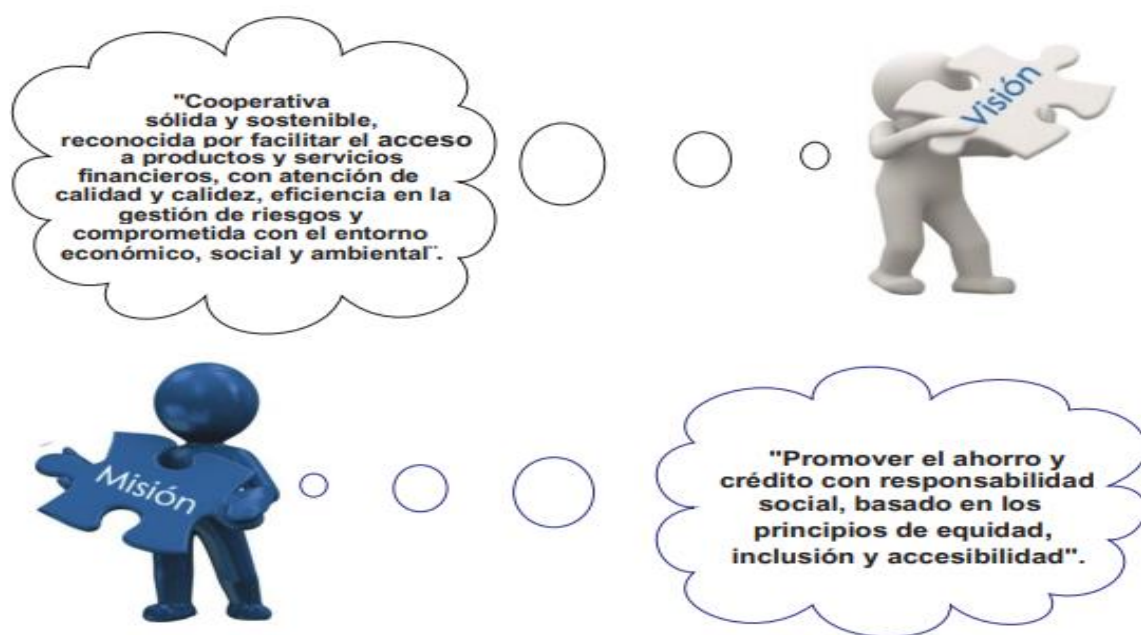 "Cooperativa
sólida y sostenible,
reconocida por facilitar el acceso
a productos y servicios
financieros, con atención de
calidad y calidez, eficiencia en la
gestión de riesgos y
comprometida con el entorno
económico, social y ambiental¨.
Visión
Misión
"Promover el ahorro y
crédito con responsabilidad
social, basado en los
principios de equidad,
inclusión y accesibilidad".